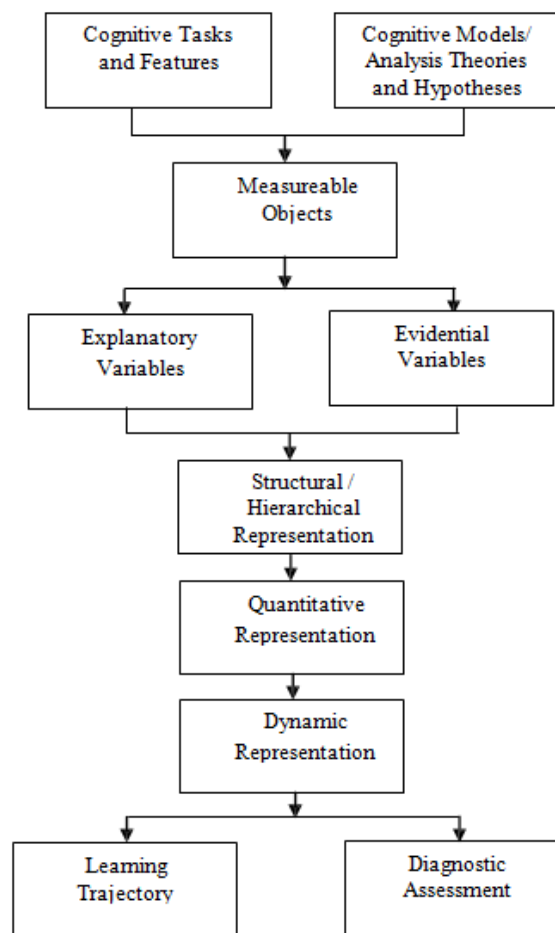 Cognitive Tasks
and Features
Cognitive Models/
Analysis Theories
and Hypotheses
Measureable
Objects
Explanatory
Variables
Evidential
Variables
Structural /
Hierarchical
Representation
Quantitative
Representation
Dynamic
Representation
Learning
Trajectory
Diagnostic
Assessment